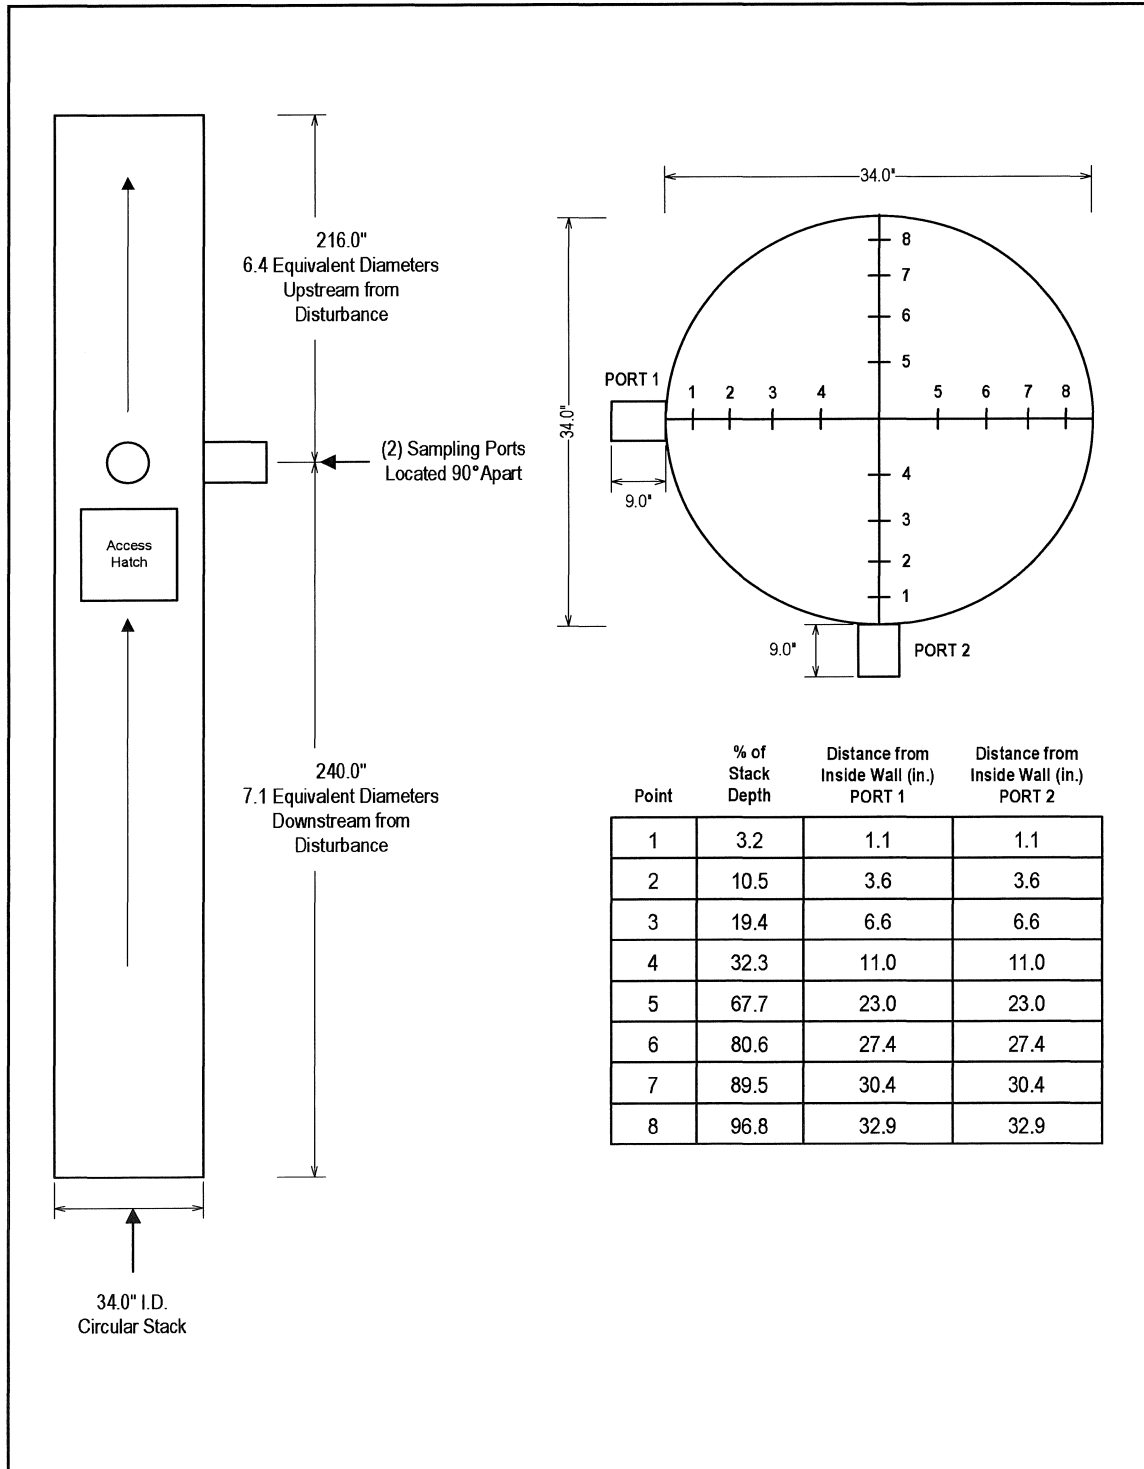 216.0"
6.4 Equivalent Diameters
Upstream from
Disturbance
(2) Sampling Ports
Located 90° Apart
Access
Hatch
240.0"
7.1 Equivalent Diameters
Downstream from
Disturbance
34.0" I.D.
Circular Stack
34.0"
34.0"
PORT 1
9.0"
1 2 3 4 5 6 7 8
8
7
6
5
4
3
2
1
9.0"
PORT 2
Point % of Stack Depth Distance from Inside Wall (in.) PORT 1 Distance from Inside Wall (in.) PORT 2
1 3.2 1.1 1.1
2 10.5 3.6 3.6
3 19.4 6.6 6.6
4 32.3 11.0 11.0
5 67.7 23.0 23.0
6 80.6 27.4 27.4
7 89.5 30.4 30.4
8 96.8 32.9 32.9